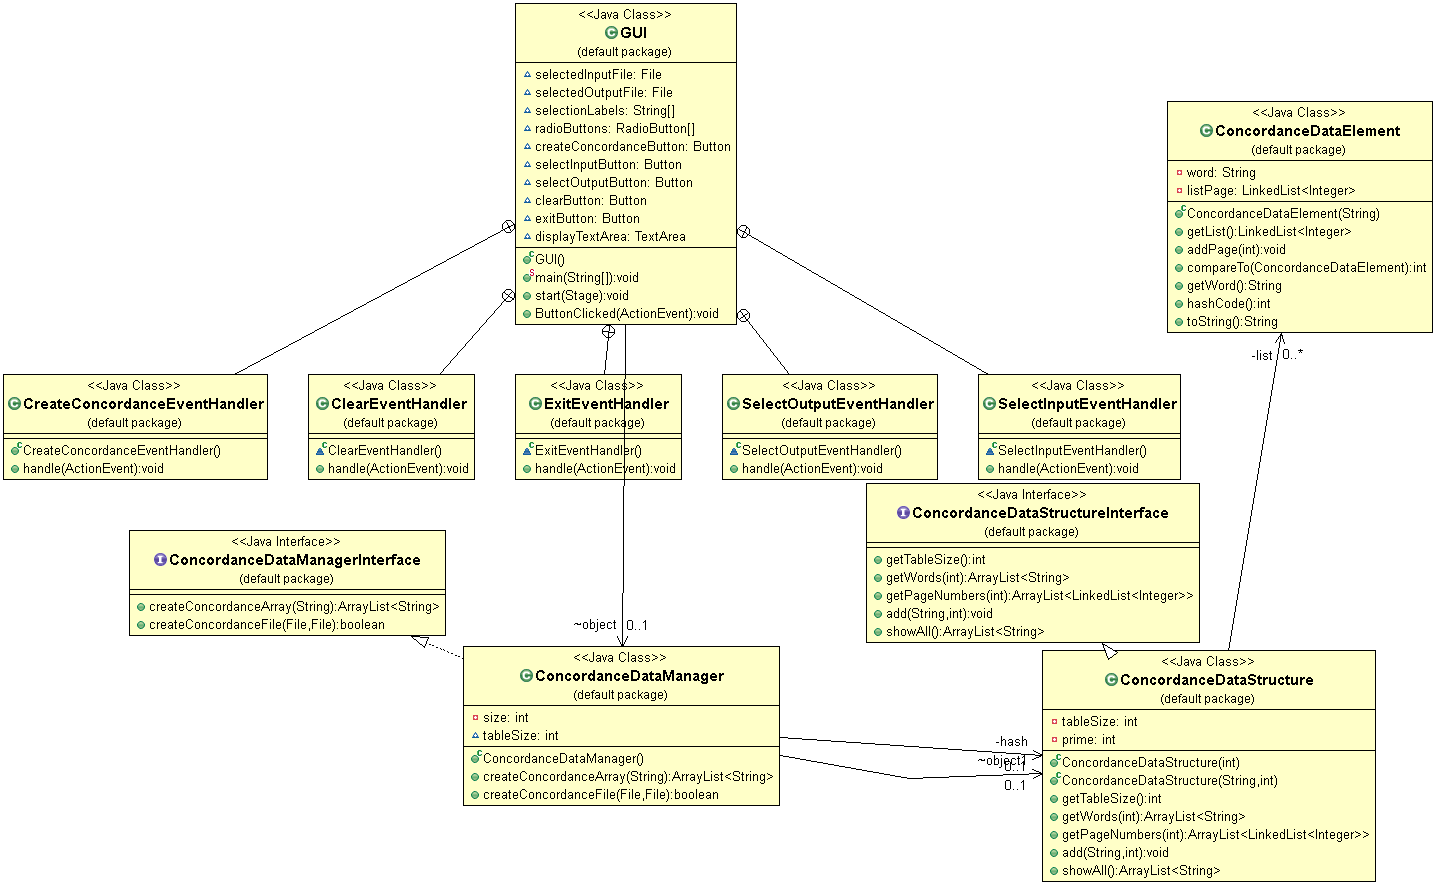 <<Java Class>>
GUI
(default package)
selectedInputFile: File
selectedOutputFile: File
selectionLabels: String[]
radioButtons: RadioButton[]
createConcordanceButton: Button
selectInputButton: Button
selectOutputButton: Button
clearButton: Button
exitButton: Button
displayTextArea: TextArea
GUI()
main(String[]):void
start(Stage):void
ButtonClicked(ActionEvent):void
<<Java Class>>
ConcordanceDataElement
(default package)
word: String
listPage: LinkedList<Integer>
ConcordanceDataElement(String)
getList():LinkedList<Integer>
addPage(int):void
compareTo(ConcordanceDataElement):int
getWord():String
hashCode():int
toString():String
-list 0..*
<<Java Class>>
CreateConcordanceEventHandler
(default package)
CreateConcordanceEventHandler()
handle(ActionEvent):void
<<Java Class>>
ClearEventHandler
(default package)
ClearEventHandler()
handle(ActionEvent):void
<<Java Class>>
ExitEventHandler
(default package)
ExitEventHandler()
handle(ActionEvent):void
<<Java Class>>
SelectOutputEventHandler
(default package)
SelectOutputEventHandler()
handle(ActionEvent):void
<<Java Class>>
SelectInputEventHandler
(default package)
SelectInputEventHandler()
handle(ActionEvent):void
<<Java Interface>>
ConcordanceDataStructureInterface
(default package)
getTableSize():int
getWords(int):ArrayList<String>
getPageNumbers(int):ArrayList<LinkedList<Integer>>
add(String,int):void
showAll():ArrayList<String>
<<Java Interface>>
ConcordanceDataManagerInterface
(default package)
createConcordanceArray(String):ArrayList<String>
createConcordanceFile(File,File):boolean
~object 0..1
<<Java Class>>
ConcordanceDataManager
(default package)
size: int
tableSize: int
ConcordanceDataManager()
createConcordanceArray(String):ArrayList<String>
createConcordanceFile(File,File):boolean
-hash
0..1
~object
0..1
<<Java Class>>
ConcordanceDataStructure
(default package)
tableSize: int
prime: int
ConcordanceDataStructure(int)
ConcordanceDataStructure(String,int)
getTableSize():int
getWords(int):ArrayList<String>
getPageNumbers(int):ArrayList<LinkedList<Integer>>
add(String,int):void
showAll():ArrayList<String>